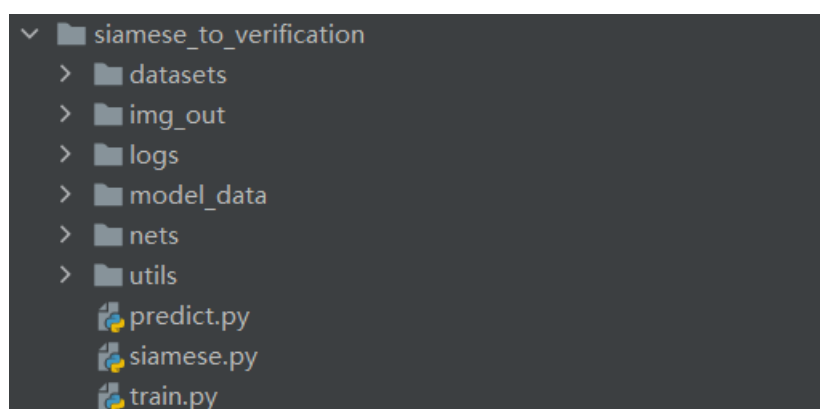 siamese_to_verification
datasets
img_out
logs
model_data
nets
utils
predict.py
siamese.py
train.py